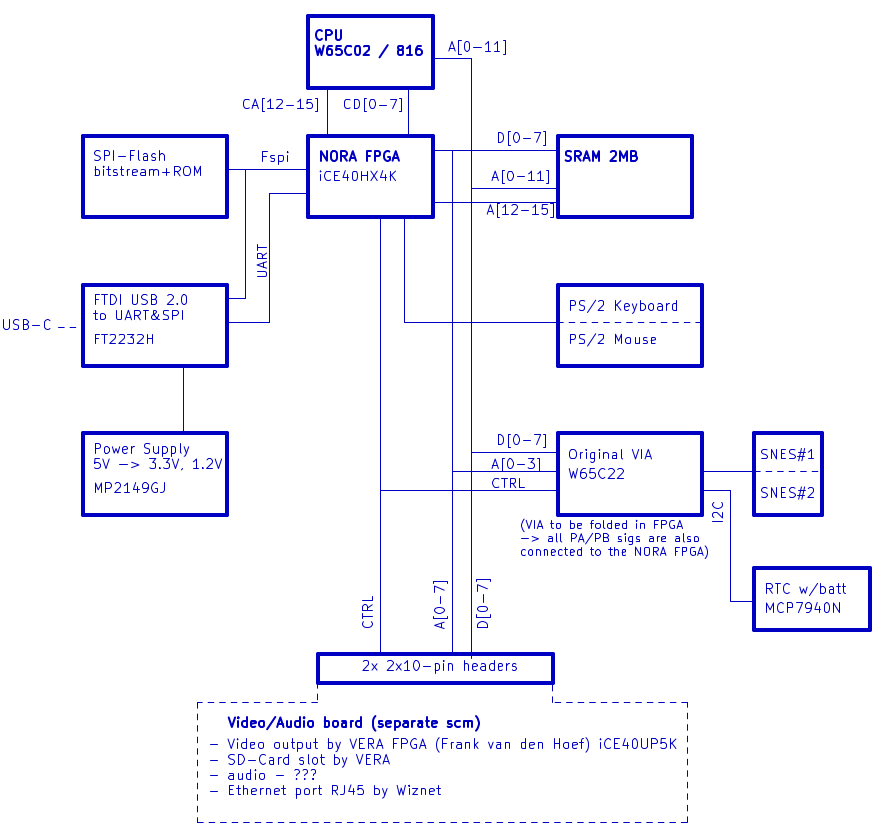 CPU
W65C02 / 816
A[0-11]
CA[12-15]
CD[0-7]
SPI-Flash
bitstream+ROM
Fspi
NORA FPGA
iCE40HX4K
D[0-7]
A[0-11]
A[12-15]
SRAM 2MB
UART
FTDI USB 2.0
to UART&SPI
FT2232H
USB-C
PS/2 Keyboard
PS/2 Mouse
Power Supply
5V -> 3.3V, 1.2V
MP2149GJ
D[0-7]
A[0-3]
CTRL
Original VIA
W65C22
SNES#1
SNES#2
I2C
(VIA to be folded in FPGA
-> all PA/PB sigs are also
connected to the NORA FPGA)
RTC w/batt
MCP7940N
CTRL
A[0-7]
D[0-7]
2x 2x10-pin headers
Video/Audio board (separate scm)
- Video output by VERA FPGA (Frank van den Hoef) iCE40UP5K
- SD-Card slot by VERA
- audio - ???
- Ethernet port RJ45 by Wiznet